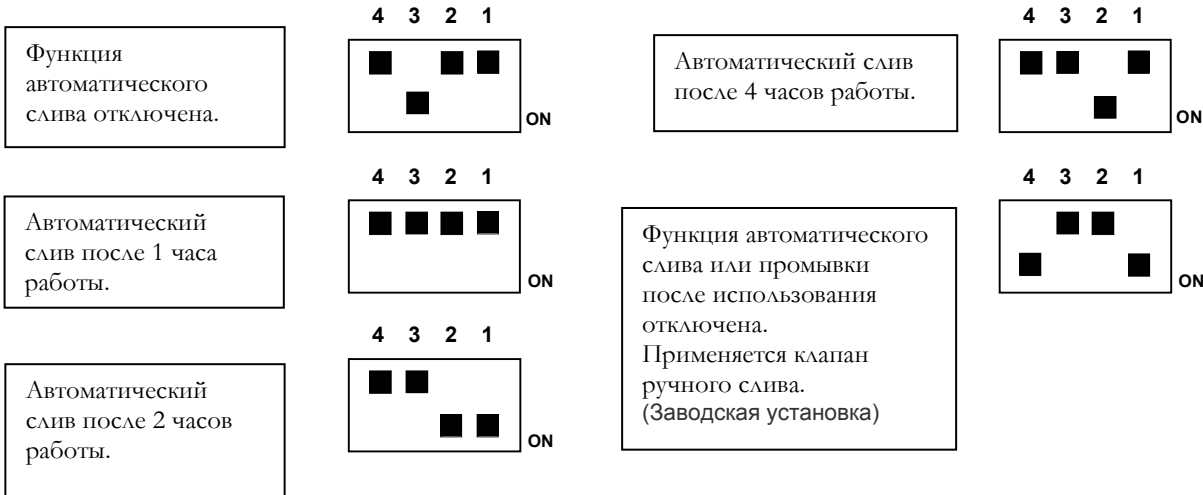 4 3 2 1
Функция
автоматического
слива отключена.
ON
4 3 2 1
Автоматический
слив после 1 часа
работы.
ON
4 3 2 1
Автоматический
слив после 2 часов
работы.
ON
4 3 2 1
Автоматический слив
после 4 часов работы.
ON
4 3 2 1
Функция автоматического
слива или промывки
после использования
отключена.
Применяется клапан
ручного слива.
(Заводская установка)
ON